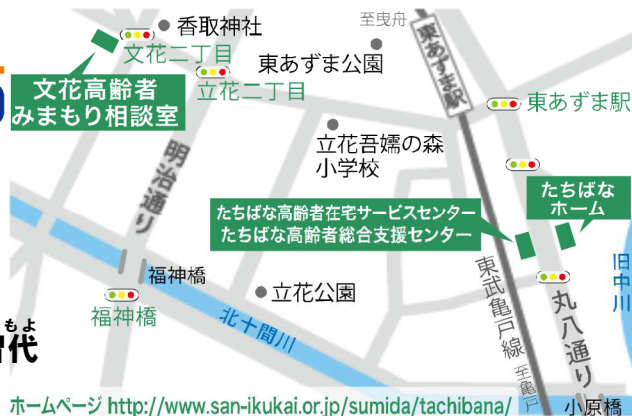 香取神社
至曳舟
文花二丁目
東あずま公園
東あずま駅
立花二丁目
文花高齢者
みまもり相談室
東あずま駅
立花吾嬬の森
小学校
明治通り
たちばな
ホーム
たちばな高齢者在宅サービスセンター
たちばな高齢者総合支援センター
旧中川
福神橋
東武亀戸線
立花公園
丸八通り
福神橋
北十間川
もよ
代
至亀戸
小原橋
ホームページ http://www.san-ikukai.or.jp/sumida/tachibana/